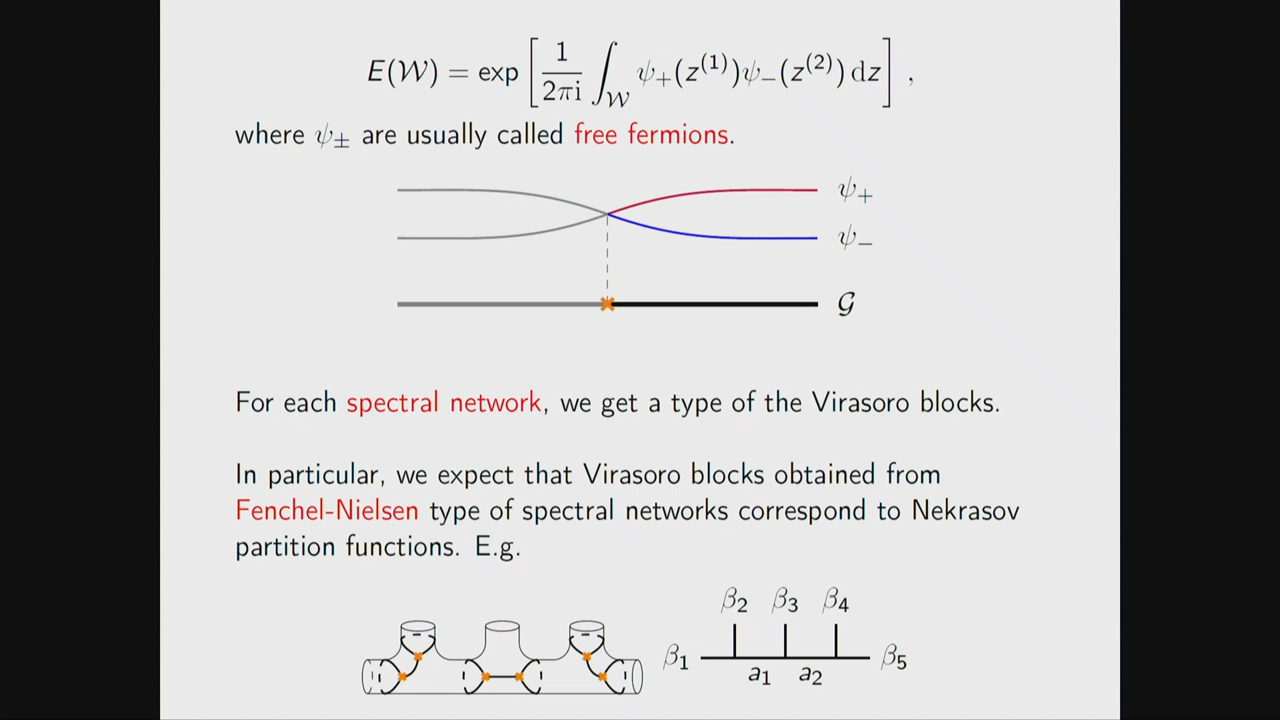 E(𝒲) = exp [ 1/2πi ∫_𝒲 ψ₊(z⁽¹⁾)ψ₋(z⁽²⁾) dz ] ,
where ψ± are usually called free fermions.
ψ₊
ψ₋
𝒢
For each spectral network, we get a type of the Virasoro blocks.
In particular, we expect that Virasoro blocks obtained from
Fenchel-Nielsen type of spectral networks correspond to Nekrasov
partition functions. E.g.
β₂ β₃ β₄
β₁ β₅
a₁ a₂